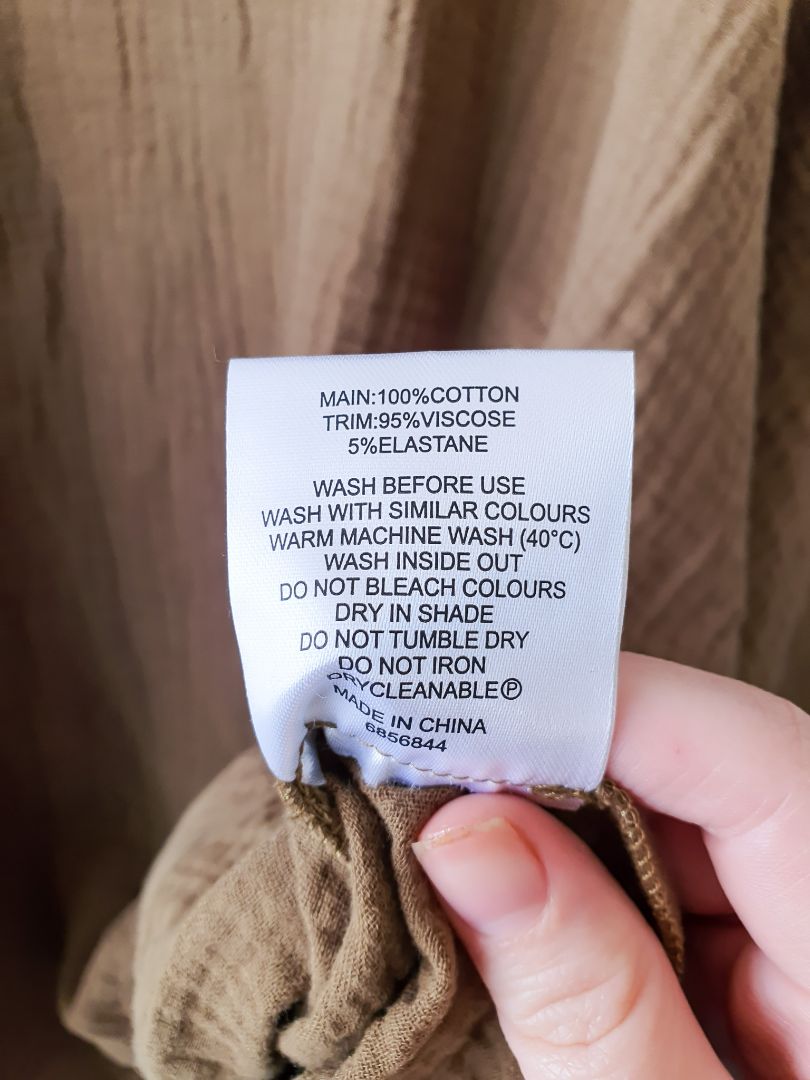 MAIN:100%COTTON
TRIM:95%VISCOSE
5%ELASTANE
WASH BEFORE USE
WASH WITH SIMILAR COLOURS
WARM MACHINE WASH (40°C)
WASH INSIDE OUT
DO NOT BLEACH COLOURS
DRY IN SHADE
DO NOT TUMBLE DRY
DO NOT IRON
DRYCLEANABLEⓅ
MADE IN CHINA
6856844